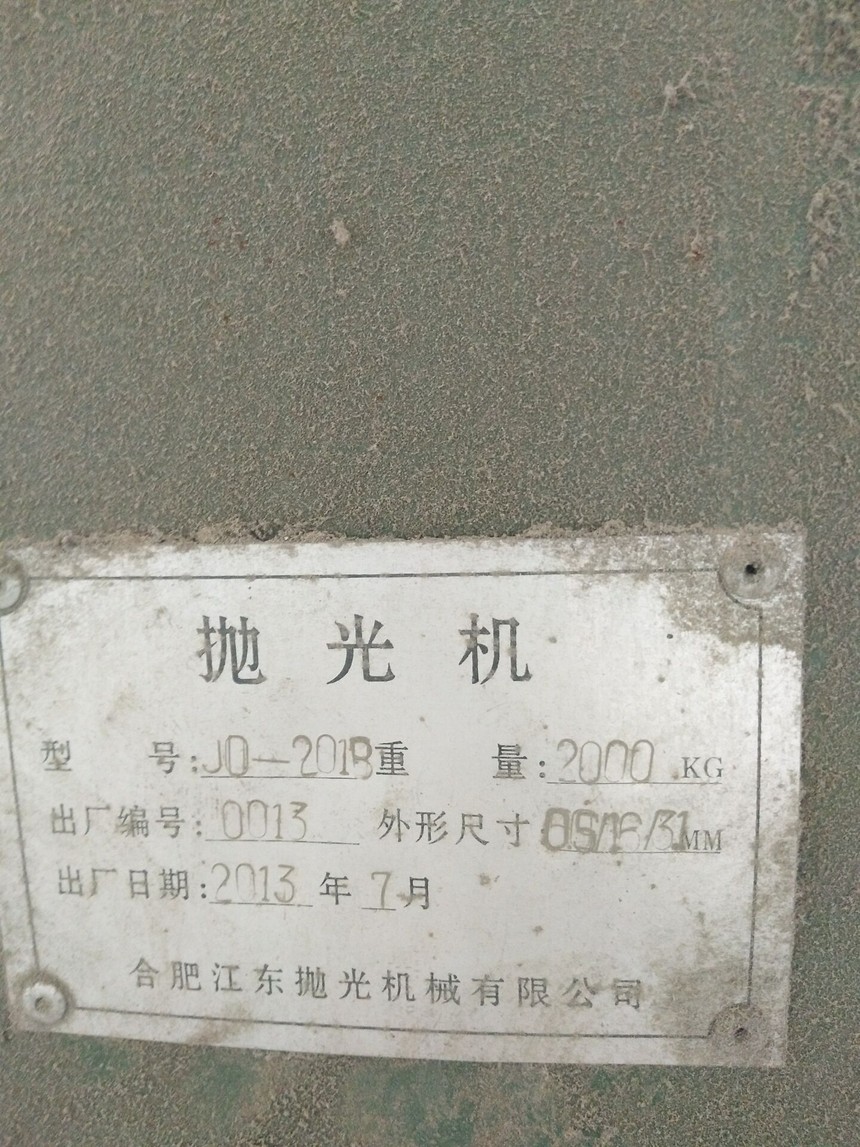 抛光机
型 号: JD-201B 重 量: 2000 KG
出厂编号: 0013 外形尺寸 MM
出厂日期: 2013 年 7 月
合肥江东抛光机械有限公司